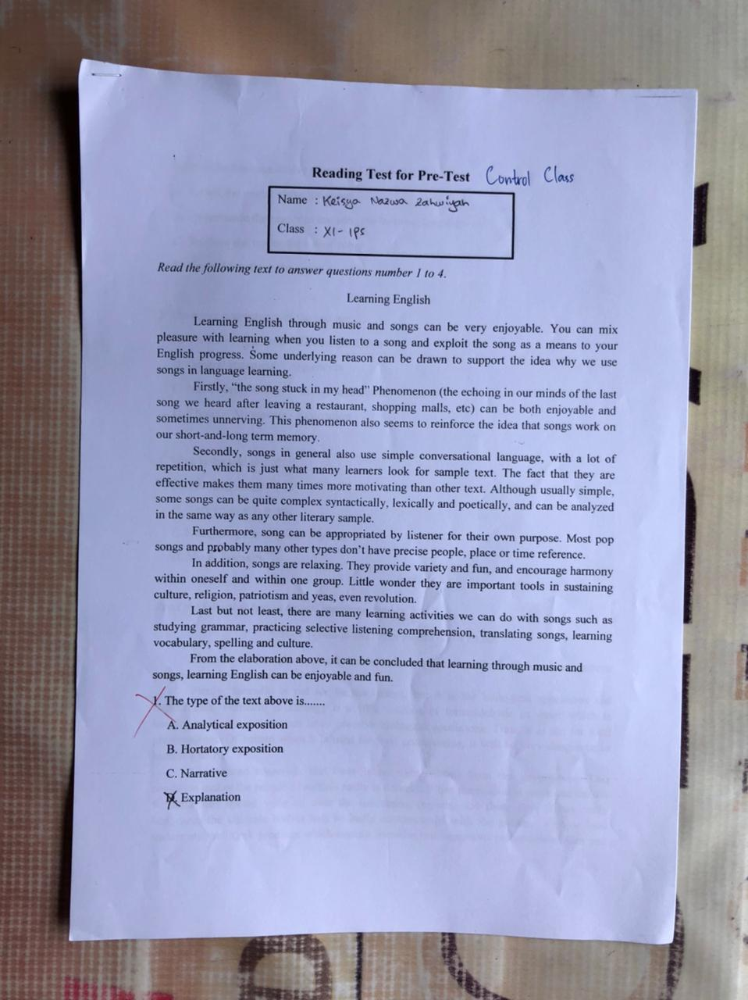 Reading Test for Pre-Test Control Class
Name : Keisya Nazwa Zahwiyah
Class : XI - IPS
Read the following text to answer questions number 1 to 4.
Learning English
Learning English through music and songs can be very enjoyable. You can mix
pleasure with learning when you listen to a song and exploit the song as a means to your
English progress. Some underlying reason can be drawn to support the idea why we use
songs in language learning.
Firstly, “the song stuck in my head” Phenomenon (the echoing in our minds of the last
song we heard after leaving a restaurant, shopping malls, etc) can be both enjoyable and
sometimes unnerving. This phenomenon also seems to reinforce the idea that songs work on
our short-and-long term memory.
Secondly, songs in general also use simple conversational language, with a lot of
repetition, which is just what many learners look for sample text. The fact that they are
effective makes them many times more motivating than other text. Although usually simple,
some songs can be quite complex syntactically, lexically and poetically, and can be analyzed
in the same way as any other literary sample.
Furthermore, song can be appropriated by listener for their own purpose. Most pop
songs and probably many other types don’t have precise people, place or time reference.
In addition, songs are relaxing. They provide variety and fun, and encourage harmony
within oneself and within one group. Little wonder they are important tools in sustaining
culture, religion, patriotism and yeas, even revolution.
Last but not least, there are many learning activities we can do with songs such as
studying grammar, practicing selective listening comprehension, translating songs, learning
vocabulary, spelling and culture.
From the elaboration above, it can be concluded that learning through music and
songs, learning English can be enjoyable and fun.
1. The type of the text above is.......
A. Analytical exposition
B. Hortatory exposition
C. Narrative
D. Explanation